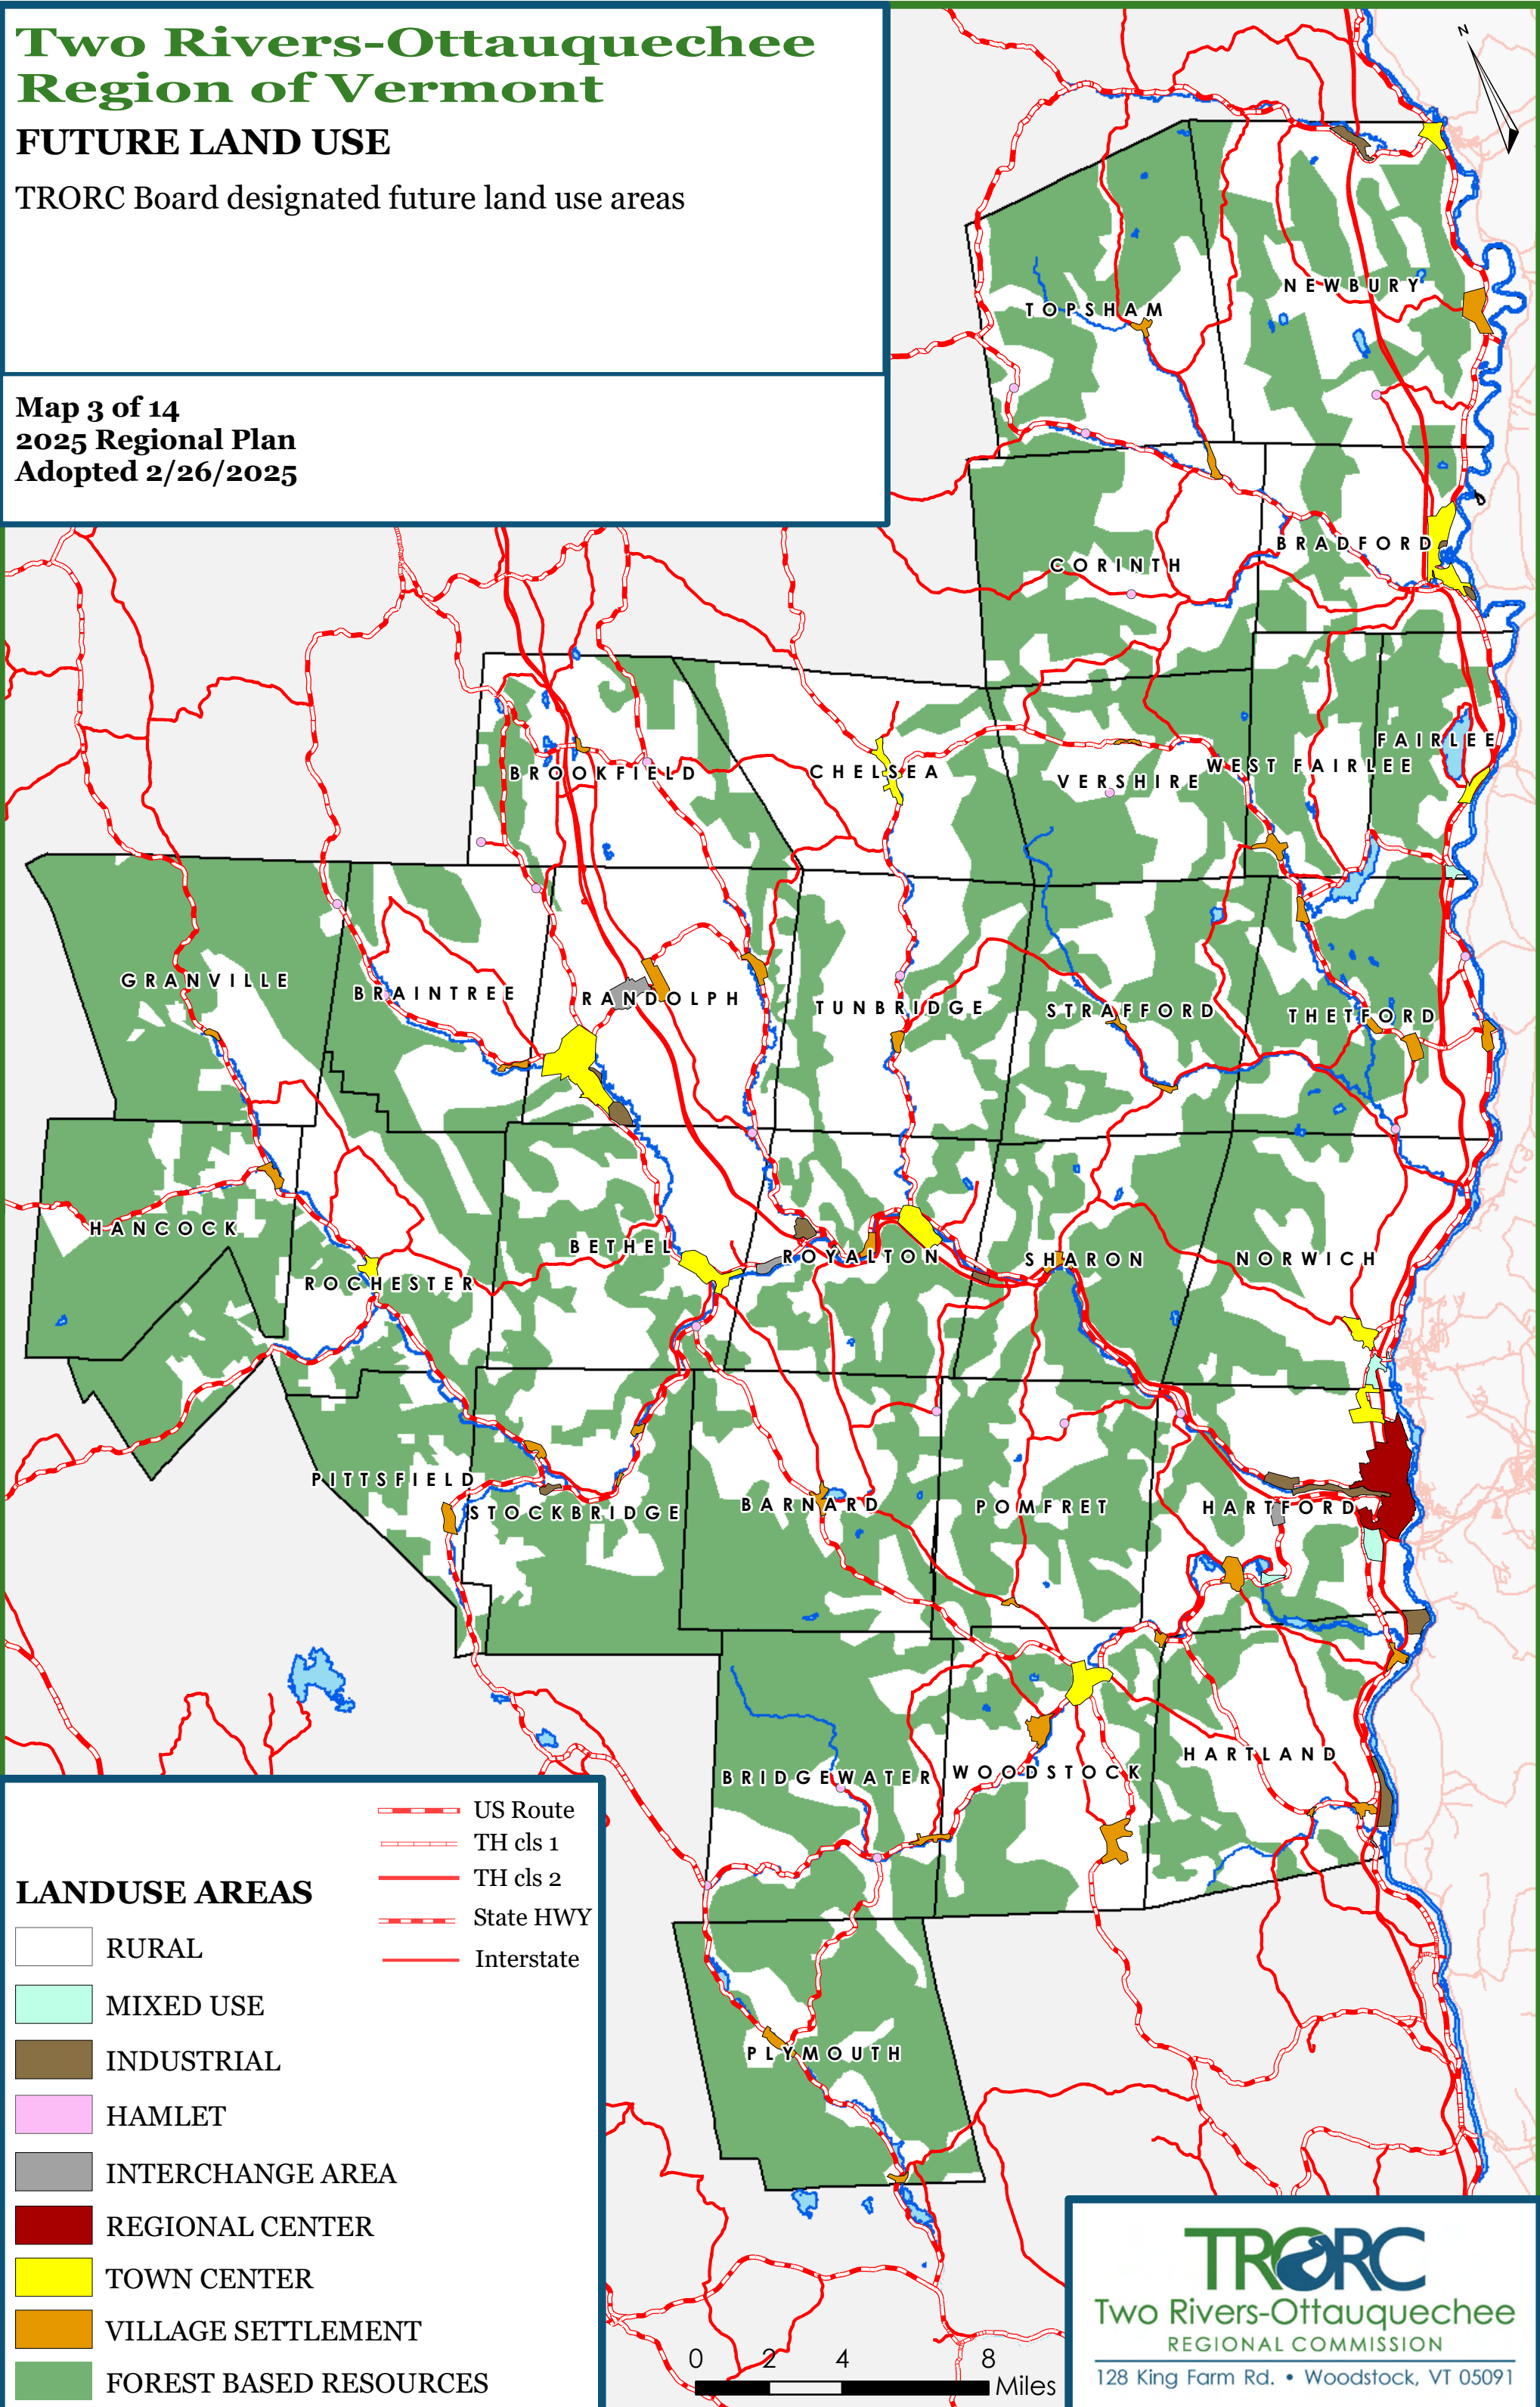 Two Rivers-Ottauquechee
Region of Vermont
FUTURE LAND USE
TRORC Board designated future land use areas
Map 3 of 14
2025 Regional Plan
Adopted 2/26/2025
N
NEWBURY
TOPSHAM
BRADFORD
CORINTH
FAIRLEE
WEST FAIRLEE
BROOKFIELD
CHELSEA
VERSHIRE
GRANVILLE
BRAINTREE
RANDOLPH
TUNBRIDGE
STRAFFORD
THETFORD
HANCOCK
BETHEL
ROYALTON
SHARON
NORWICH
ROCHESTER
PITTSFIELD
STOCKBRIDGE
BARNARD
POMFRET
HARTFORD
HARTLAND
BRIDGEWATER
WOODSTOCK
PLYMOUTH
US Route
TH cls 1
TH cls 2
State HWY
Interstate
LANDUSE AREAS
RURAL
MIXED USE
INDUSTRIAL
HAMLET
INTERCHANGE AREA
REGIONAL CENTER
TOWN CENTER
VILLAGE SETTLEMENT
FOREST BASED RESOURCES
0 2 4 8
Miles
TRORC
Two Rivers-Ottauquechee
REGIONAL COMMISSION
128 King Farm Rd. • Woodstock, VT 05091